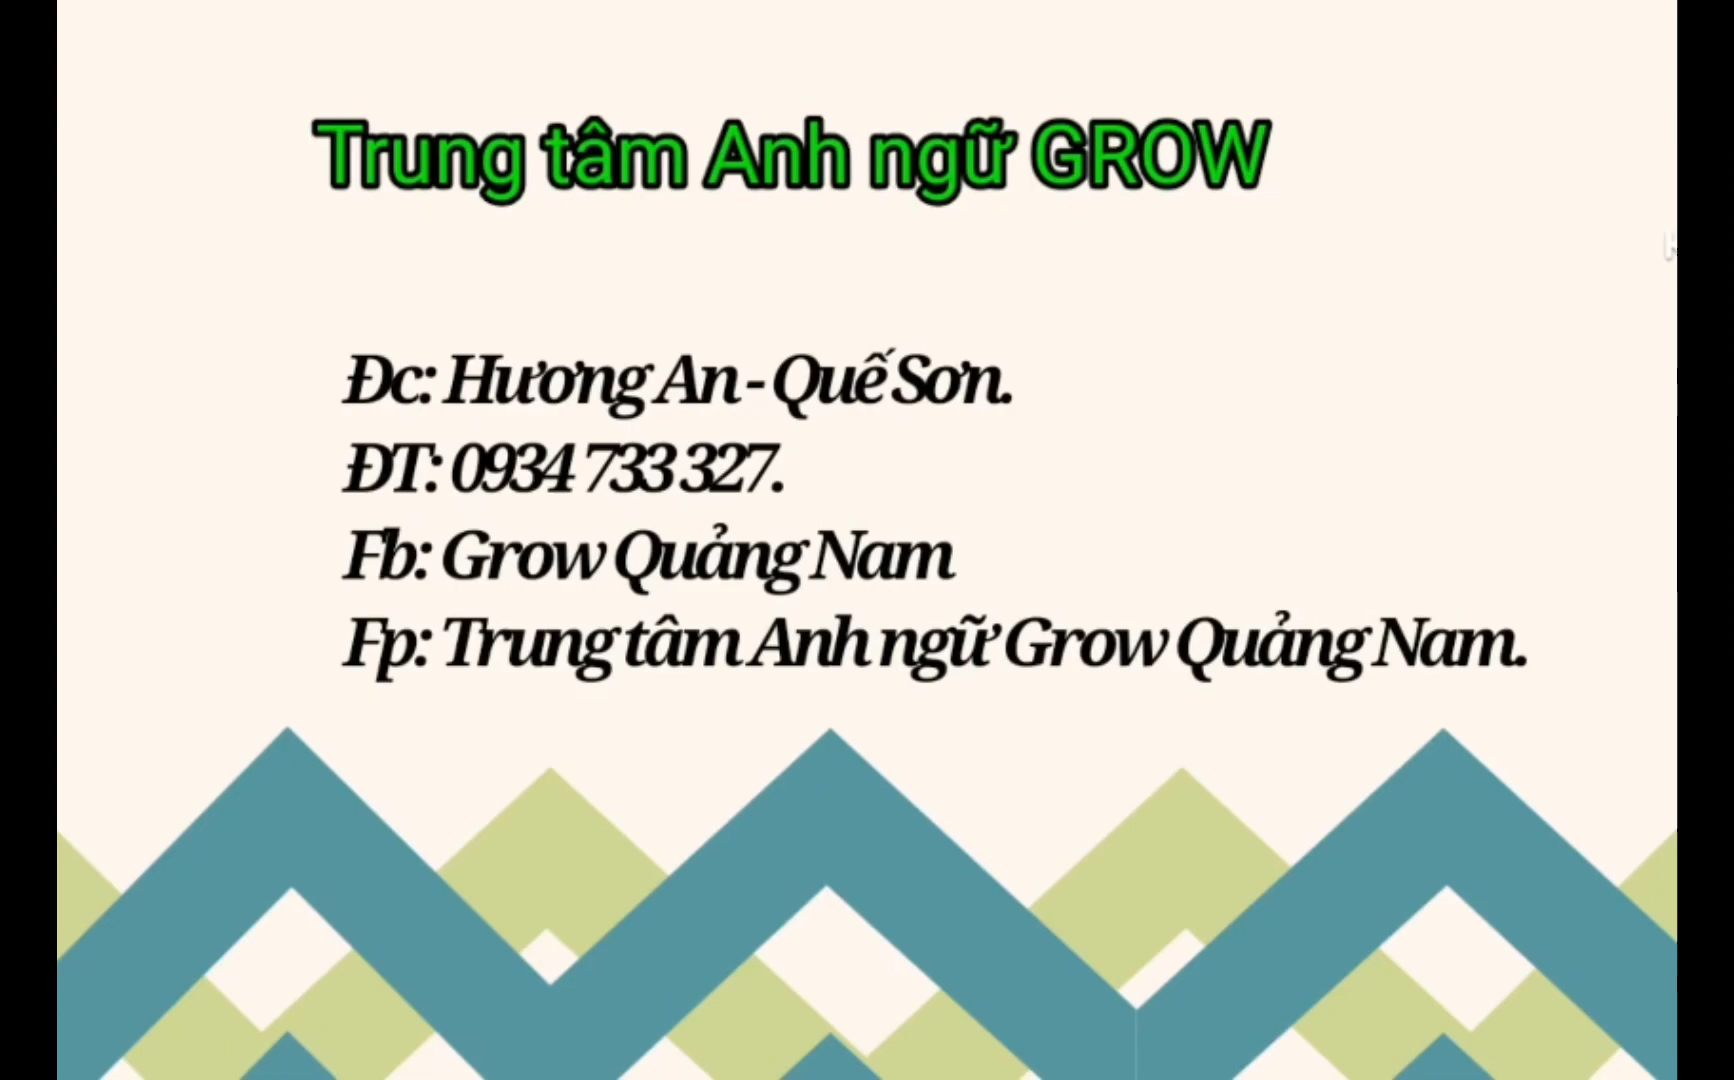 Trung tâm Anh ngữ GROW
Đc: Hương An - Quế Sơn.
ĐT: 0934 733 327.
Fb: Grow Quảng Nam
Fp: Trung tâm Anh ngữ Grow Quảng Nam.